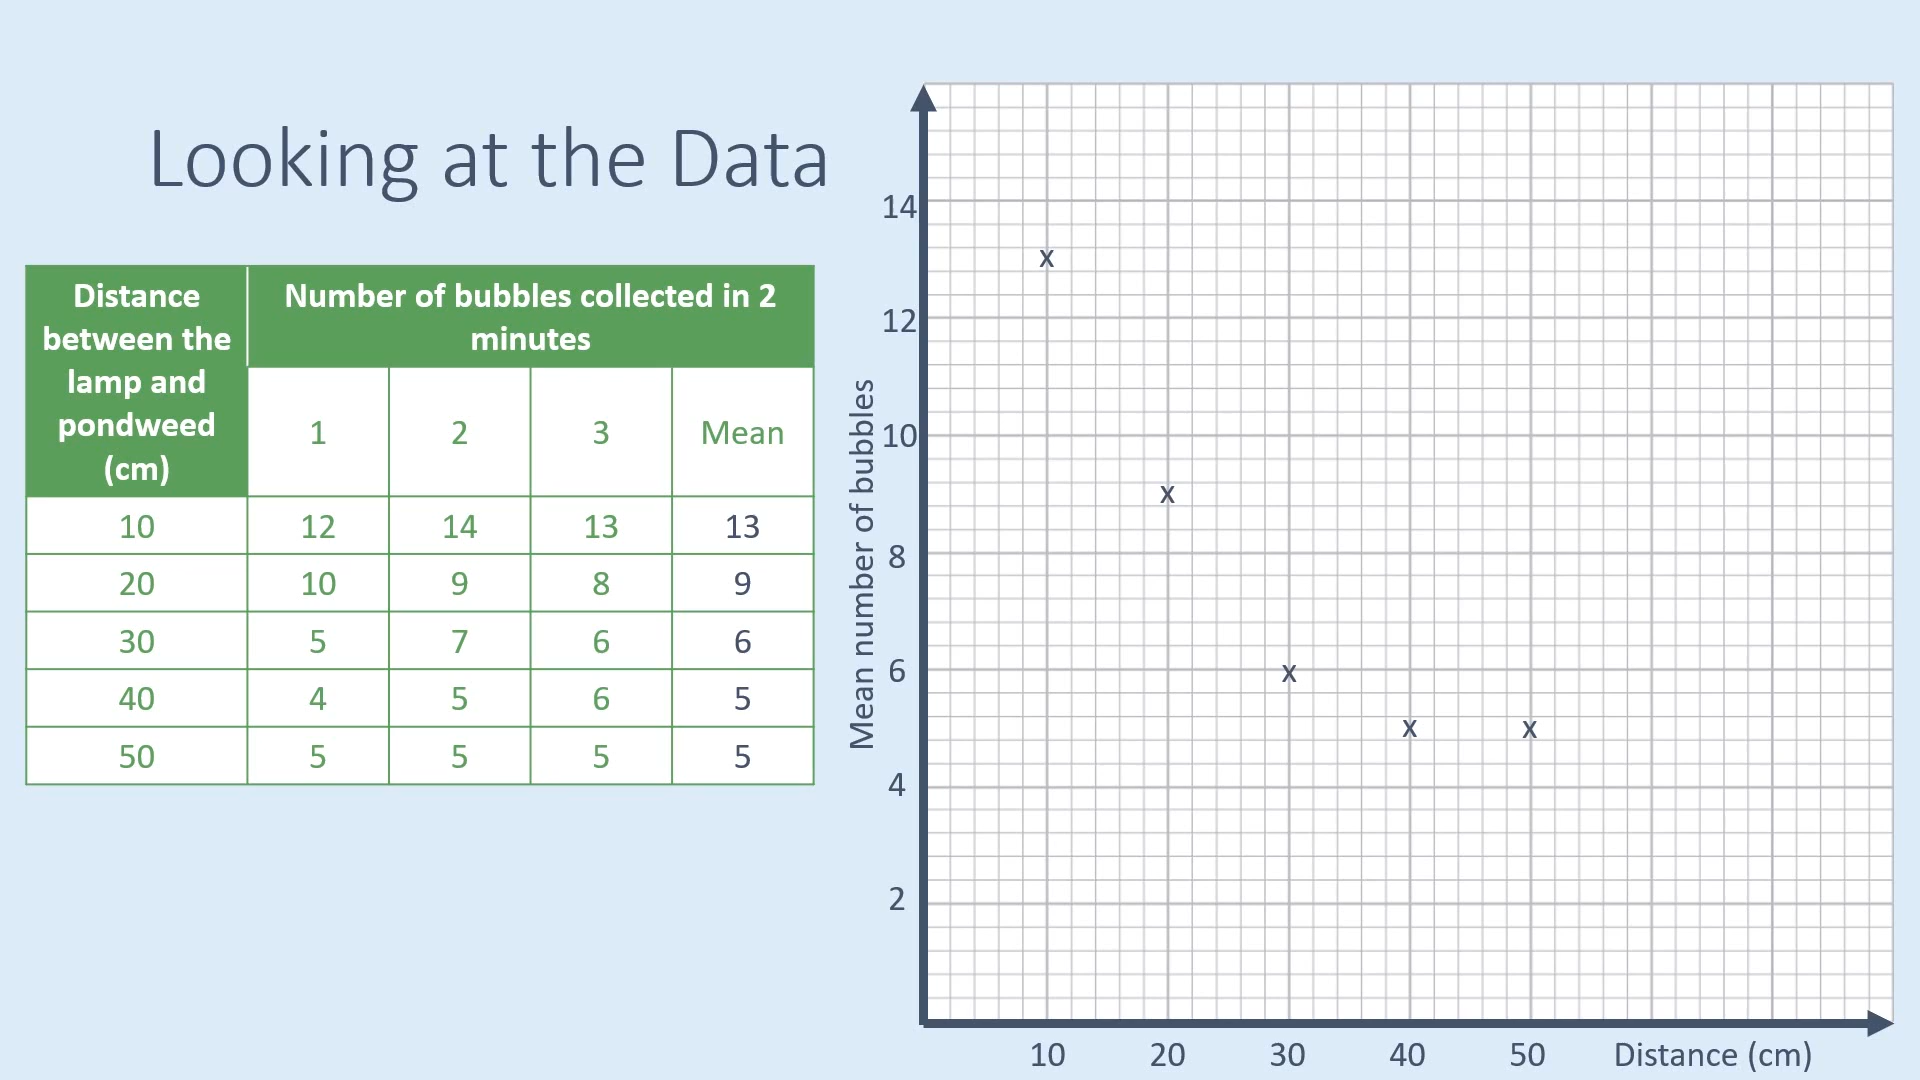 Looking at the Data
Distance
between the
lamp and
pondweed
(cm)
Number of bubbles collected in 2
minutes
1 2 3 Mean
10 12 14 13 13
20 10 9 8 9
30 5 7 6 6
40 4 5 6 5
50 5 5 5 5
Mean number of bubbles
14
12
10
8
6
4
2
x
x
x
x x
10 20 30 40 50 Distance (cm)